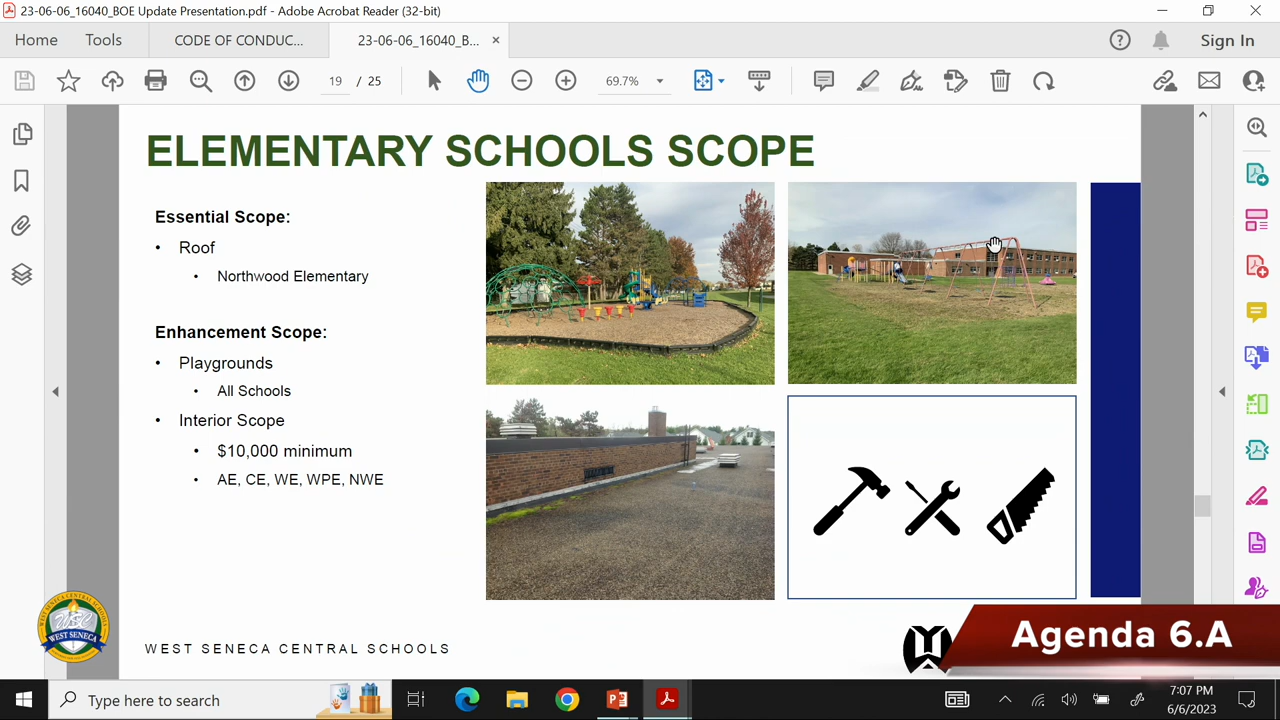 23-06-06_16040_BOE Update Presentation.pdf - Adobe Acrobat Reader (32-bit)
Home
Tools
CODE OF CONDUC...
23-06-06_16040_B...
Sign In
19 / 25
69.7%
ELEMENTARY SCHOOLS SCOPE
Essential Scope:
• Roof
• Northwood Elementary
Enhancement Scope:
• Playgrounds
• All Schools
• Interior Scope
• $10,000 minimum
• AE, CE, WE, WPE, NWE
WEST SENECA
WEST SENECA CENTRAL SCHOOLS
Agenda 6.A
Type here to search
7:07 PM
6/6/2023